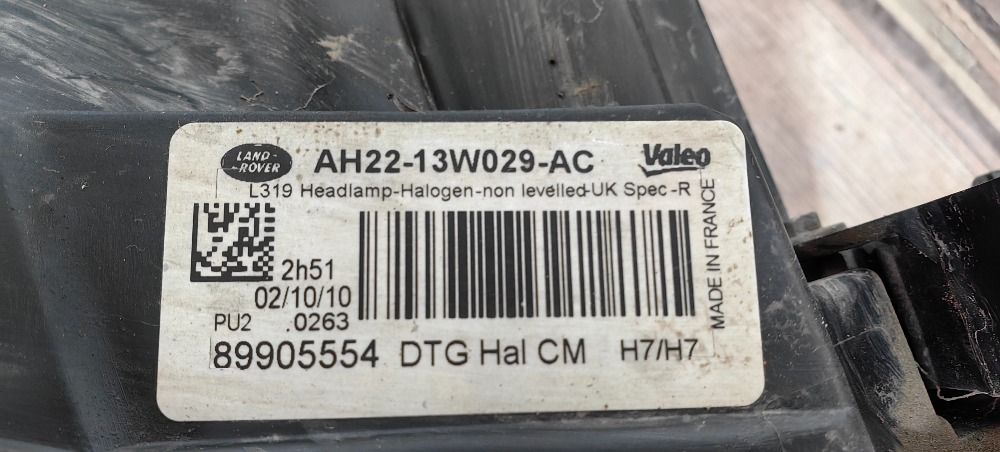 LAND-
-ROVER
AH22-13W029-AC
Valeo
L319 Headlamp-Halogen-non levelled-UK Spec-R
2h51
02/10/10
PU2 .0263
89905554 DTG Hal CM H7/H7
MADE IN FRANCE